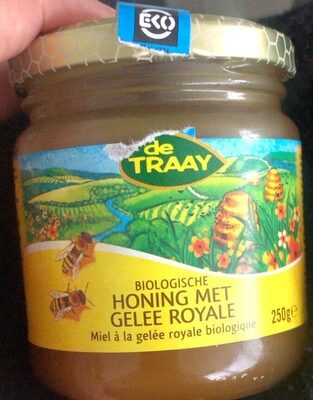 EKO
de
TRAAY
BIOLOGISCHE
HONING MET
GELEE ROYALE
250g e
Miel à la gelée royale biologique